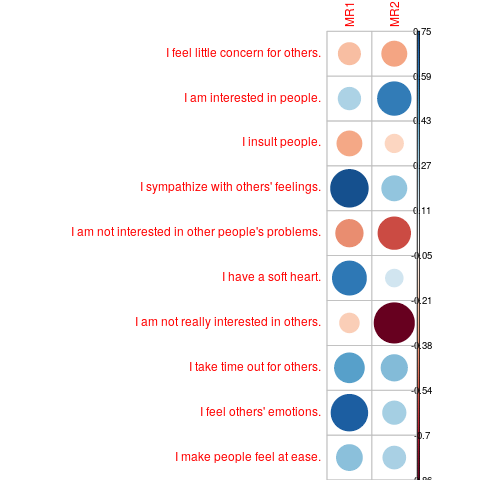 MR1 MR2
0.75
I feel little concern for others.
0.59
I am interested in people.
0.43
I insult people.
0.27
I sympathize with others' feelings.
0.11
I am not interested in other people's problems.
-0.05
I have a soft heart.
-0.21
I am not really interested in others.
-0.38
I take time out for others.
-0.54
I feel others' emotions.
-0.7
I make people feel at ease.